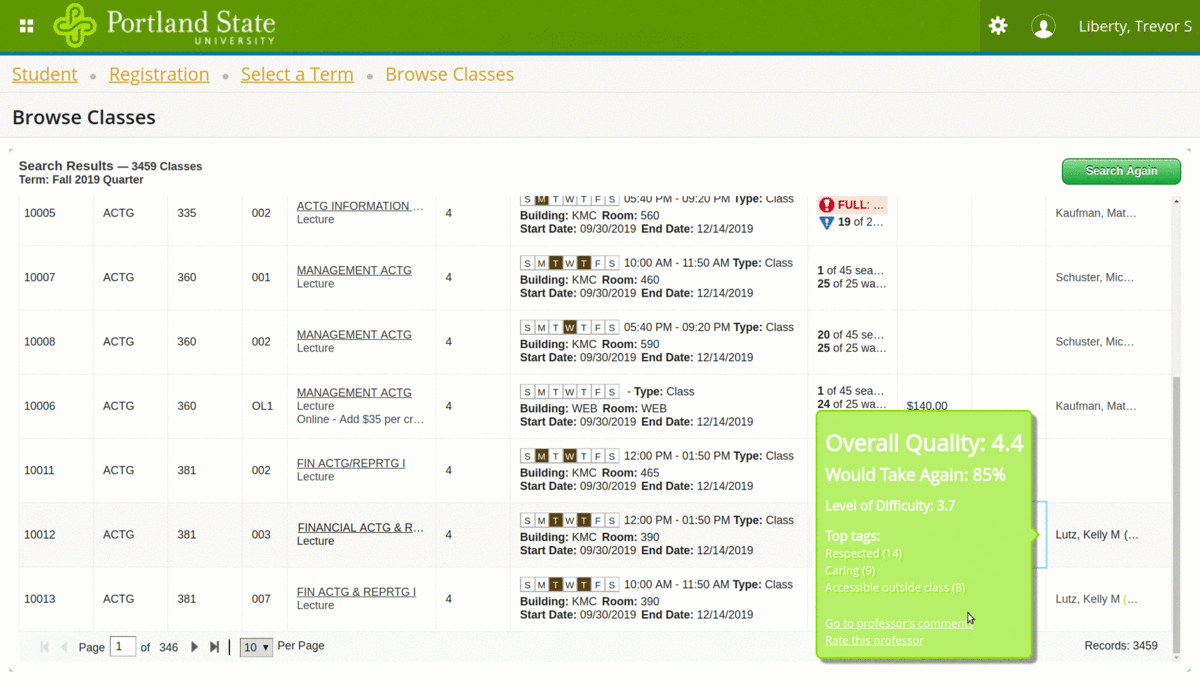 Portland State
UNIVERSITY
Liberty, Trevor S
Student • Registration • Select a Term • Browse Classes
Browse Classes
Search Results — 3459 Classes
Term: Fall 2019 Quarter
Search Again
10005 ACTG 335 002 ACTG INFORMATION … 4 S M T W T F S 05:40 PM - 09:20 PM Type: Class FULL: … Kaufman, Mat…
Lecture Building: KMC Room: 560 19 of 2…
Start Date: 09/30/2019 End Date: 12/14/2019
10007 ACTG 360 001 MANAGEMENT ACTG 4 S M T W T F S 10:00 AM - 11:50 AM Type: Class 1 of 45 sea… Schuster, Mic…
Lecture Building: KMC Room: 460 25 of 25 wa…
Start Date: 09/30/2019 End Date: 12/14/2019
10008 ACTG 360 002 MANAGEMENT ACTG 4 S M T W T F S 05:40 PM - 09:20 PM Type: Class 20 of 45 se… Schuster, Mic…
Lecture Building: KMC Room: 590 25 of 25 wa…
Start Date: 09/30/2019 End Date: 12/14/2019
10006 ACTG 360 OL1 MANAGEMENT ACTG 4 S M T W T F S - Type: Class 1 of 45 sea… Kaufman, Mat…
Lecture Building: WEB Room: WEB 24 of 25 wa… $140.00
Online - Add $35 per cr… Start Date: 09/30/2019 End Date: 12/14/2019
10011 ACTG 381 002 FIN ACTG/REPRTG I 4 S M T W T F S 12:00 PM - 01:50 PM Type: Class
Lecture Building: KMC Room: 465
Start Date: 09/30/2019 End Date: 12/14/2019
10012 ACTG 381 003 FINANCIAL ACTG & R… 4 S M T W T F S 12:00 PM - 01:50 PM Type: Class Lutz, Kelly M (…
Lecture Building: KMC Room: 390
Start Date: 09/30/2019 End Date: 12/14/2019
10013 ACTG 381 007 FIN ACTG & REPRTG I 4 S M T W T F S 10:00 AM - 11:50 AM Type: Class Lutz, Kelly M (…
Lecture Building: KMC Room: 390
Start Date: 09/30/2019 End Date: 12/14/2019
Overall Quality: 4.4
Would Take Again: 85%
Level of Difficulty: 3.7
Top tags:
Respected (14)
Caring (9)
Accessible outside class (8)
Go to professor's comments
Rate this professor
Page 1 of 346 | 10 Per Page Records: 3459